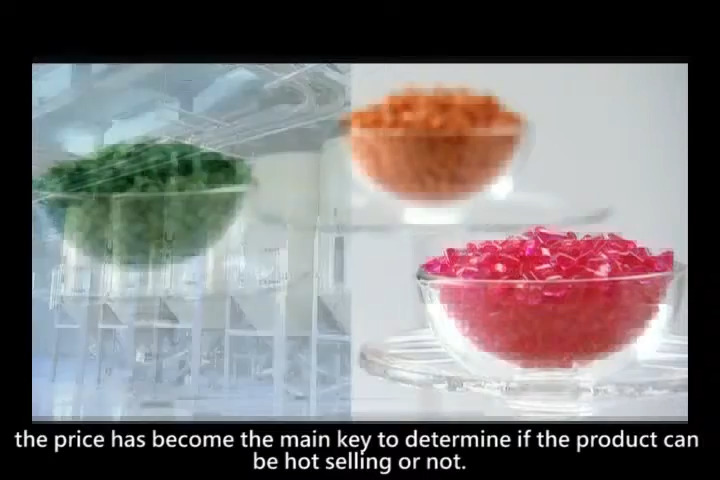 the price has become the main key to determine if the product can
be hot selling or not.